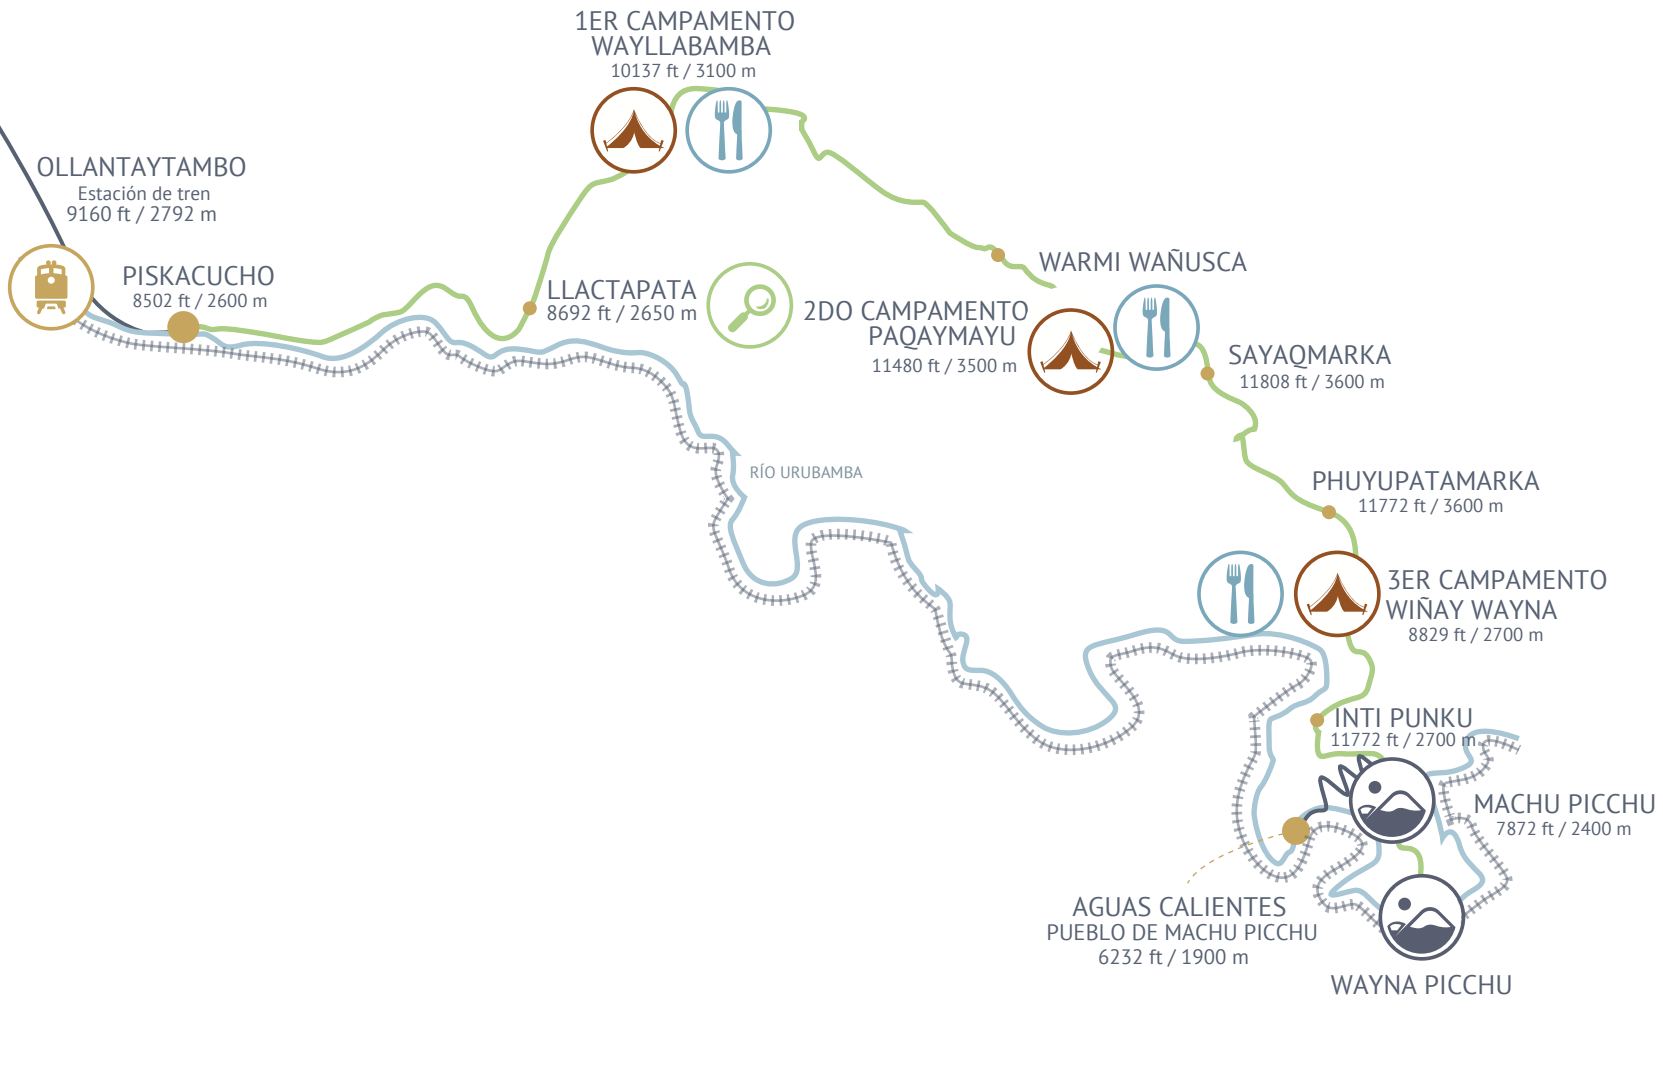 1ER CAMPAMENTO
WAYLLABAMBA
10137 ft / 3100 m
OLLANTAYTAMBO
Estación de tren
9160 ft / 2792 m
PISKACUCHO
8502 ft / 2600 m
LLACTAPATA
8692 ft / 2650 m
WARMI WAÑUSCA
2DO CAMPAMENTO
PAQAYMAYU
11480 ft / 3500 m
SAYAQMARKA
11808 ft / 3600 m
RÍO URUBAMBA
PHUYUPATAMARKA
11772 ft / 3600 m
3ER CAMPAMENTO
WIÑAY WAYNA
8829 ft / 2700 m
INTI PUNKU
11772 ft / 2700 m
MACHU PICCHU
7872 ft / 2400 m
AGUAS CALIENTES
PUEBLO DE MACHU PICCHU
6232 ft / 1900 m
WAYNA PICCHU